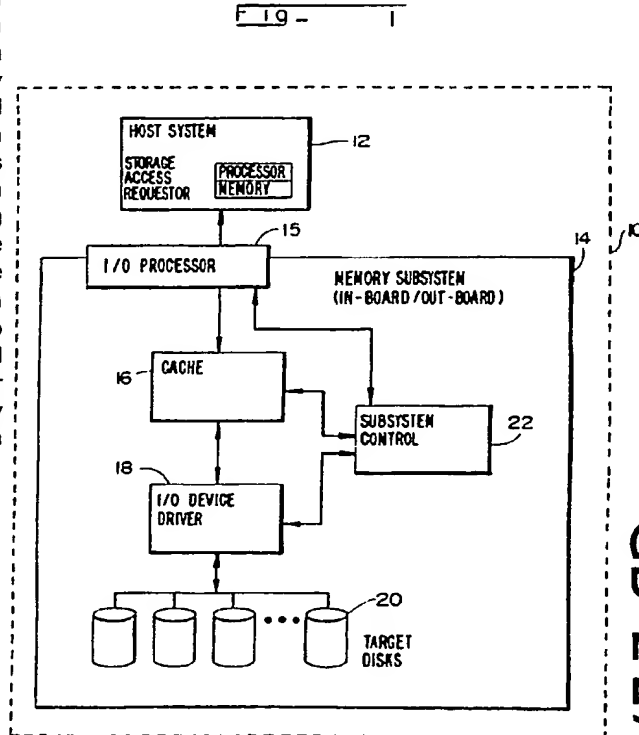 Fig- 1
HOST SYSTEM
12
STORAGE
ACCESS
REQUESTOR
PROCESSOR
MEMORY
15
I/O PROCESSOR
14
10
MEMORY SUBSYSTEM
(IN-BOARD/OUT-BOARD)
16
CACHE
SUBSYSTEM
CONTROL
22
18
I/O DEVICE
DRIVER
20
TARGET
DISKS